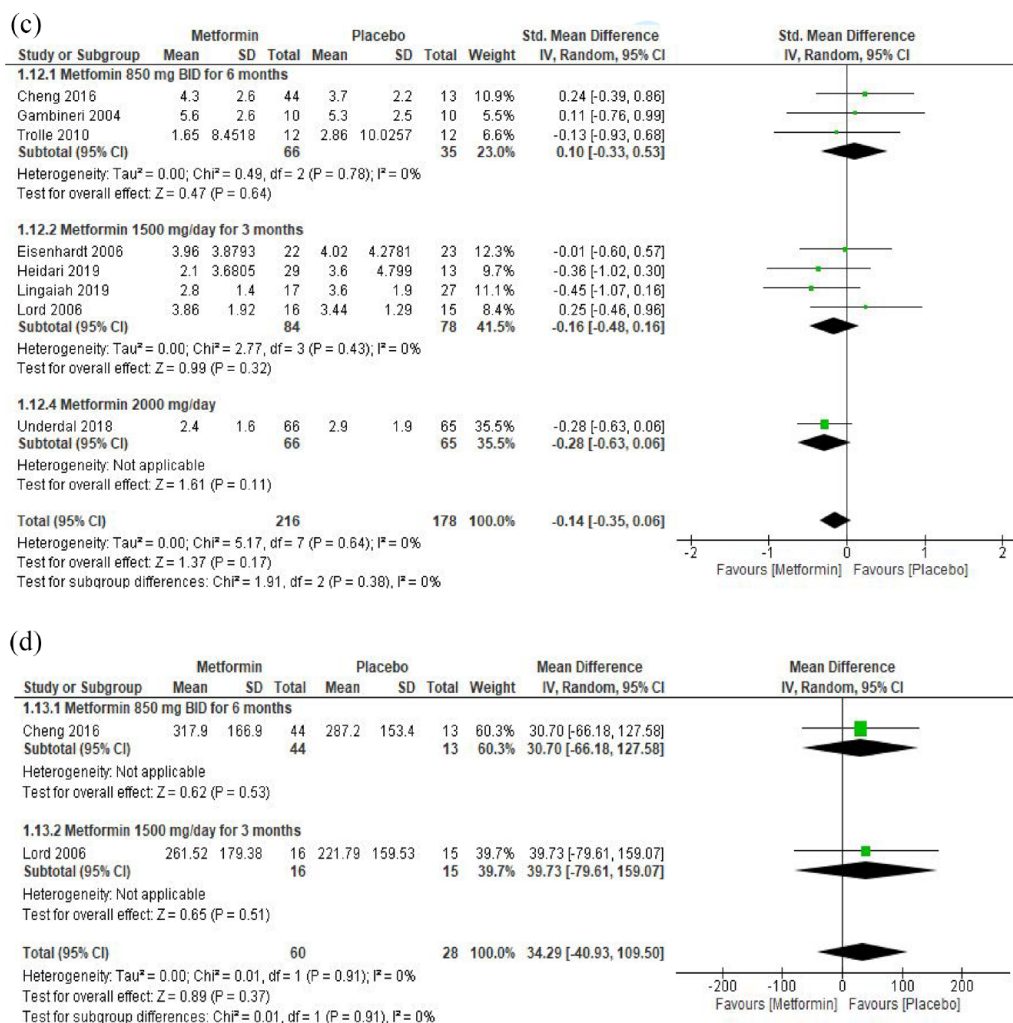 (c)
Metformin Placebo Std. Mean Difference Std. Mean Difference
Study or Subgroup Mean SD Total Mean SD Total Weight IV, Random, 95% CI IV, Random, 95% CI
1.12.1 Metfomin 850 mg BID for 6 months
Cheng 2016 4.3 2.6 44 3.7 2.2 13 10.9% 0.24 [-0.39, 0.86]
Gambineri 2004 5.6 2.6 10 5.3 2.5 10 5.5% 0.11 [-0.76, 0.99]
Trolle 2010 1.65 8.4518 12 2.86 10.0257 12 6.6% -0.13 [-0.93, 0.68]
Subtotal (95% CI) 66 35 23.0% 0.10 [-0.33, 0.53]
Heterogeneity: Tau² = 0.00; Chi² = 0.49, df = 2 (P = 0.78); I² = 0%
Test for overall effect: Z = 0.47 (P = 0.64)
1.12.2 Metformin 1500 mg/day for 3 months
Eisenhardt 2006 3.96 3.8793 22 4.02 4.2781 23 12.3% -0.01 [-0.60, 0.57]
Heidari 2019 2.1 3.6805 29 3.6 4.799 13 9.7% -0.36 [-1.02, 0.30]
Lingaiah 2019 2.8 1.4 17 3.6 1.9 27 11.1% -0.45 [-1.07, 0.16]
Lord 2006 3.86 1.92 16 3.44 1.29 15 8.4% 0.25 [-0.46, 0.96]
Subtotal (95% CI) 84 78 41.5% -0.16 [-0.48, 0.16]
Heterogeneity: Tau² = 0.00; Chi² = 2.77, df = 3 (P = 0.43); I² = 0%
Test for overall effect: Z = 0.99 (P = 0.32)
1.12.4 Metformin 2000 mg/day
Underdal 2018 2.4 1.6 66 2.9 1.9 65 35.5% -0.28 [-0.63, 0.06]
Subtotal (95% CI) 66 65 35.5% -0.28 [-0.63, 0.06]
Heterogeneity: Not applicable
Test for overall effect: Z = 1.61 (P = 0.11)
Total (95% CI) 216 178 100.0% -0.14 [-0.35, 0.06]
Heterogeneity: Tau² = 0.00; Chi² = 5.17, df = 7 (P = 0.64); I² = 0%
Test for overall effect: Z = 1.37 (P = 0.17)
Test for subgroup differences: Chi² = 1.91, df = 2 (P = 0.38), I² = 0%
-2 -1 0 1 2
Favours [Metformin] Favours [Placebo]
(d)
Metformin Placebo Mean Difference Mean Difference
Study or Subgroup Mean SD Total Mean SD Total Weight IV, Random, 95% CI IV, Random, 95% CI
1.13.1 Metformin 850 mg BID for 6 months
Cheng 2016 317.9 166.9 44 287.2 153.4 13 60.3% 30.70 [-66.18, 127.58]
Subtotal (95% CI) 44 13 60.3% 30.70 [-66.18, 127.58]
Heterogeneity: Not applicable
Test for overall effect: Z = 0.62 (P = 0.53)
1.13.2 Metformin 1500 mg/day for 3 months
Lord 2006 261.52 179.38 16 221.79 159.53 15 39.7% 39.73 [-79.61, 159.07]
Subtotal (95% CI) 16 15 39.7% 39.73 [-79.61, 159.07]
Heterogeneity: Not applicable
Test for overall effect: Z = 0.65 (P = 0.51)
Total (95% CI) 60 28 100.0% 34.29 [-40.93, 109.50]
Heterogeneity: Tau² = 0.00; Chi² = 0.01, df = 1 (P = 0.91); I² = 0%
Test for overall effect: Z = 0.89 (P = 0.37)
Test for subgroup differences: Chi² = 0.01, df = 1 (P = 0.91), I² = 0%
-200 -100 0 100 200
Favours [Metformin] Favours [Placebo]